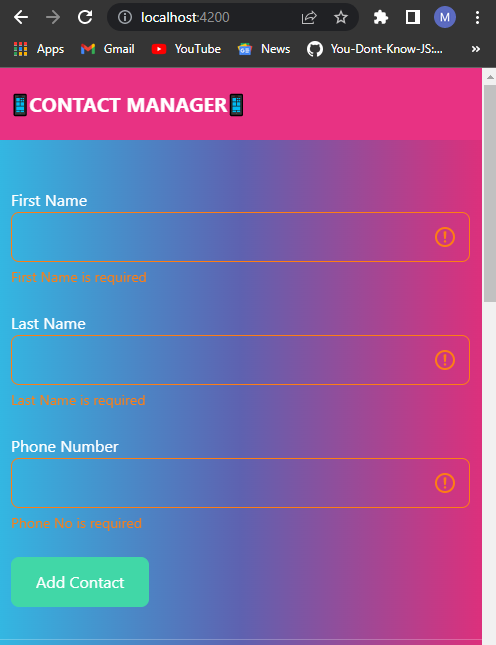 localhost:4200
M
Apps
Gmail
YouTube
News
You-Dont-Know-JS:...
»
📱CONTACT MANAGER📱
First Name
First Name is required
Last Name
Last Name is required
Phone Number
Phone No is required
Add Contact